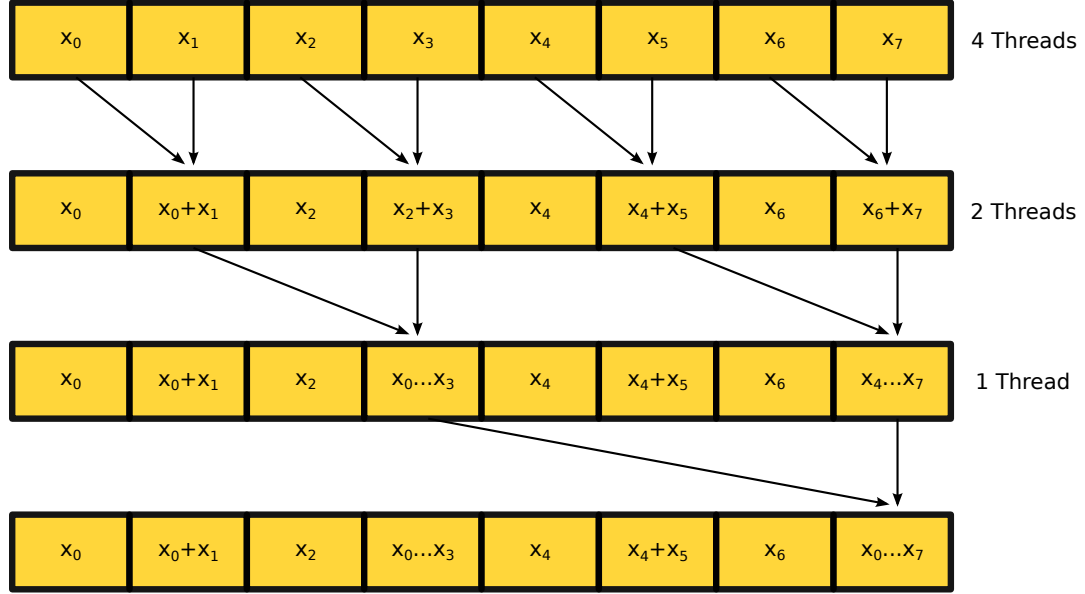 x₀ x₁ x₂ x₃ x₄ x₅ x₆ x₇ 4 Threads
x₀ x₀+x₁ x₂ x₂+x₃ x₄ x₄+x₅ x₆ x₆+x₇ 2 Threads
x₀ x₀+x₁ x₂ x₀...x₃ x₄ x₄+x₅ x₆ x₄...x₇ 1 Thread
x₀ x₀+x₁ x₂ x₀...x₃ x₄ x₄+x₅ x₆ x₀...x₇